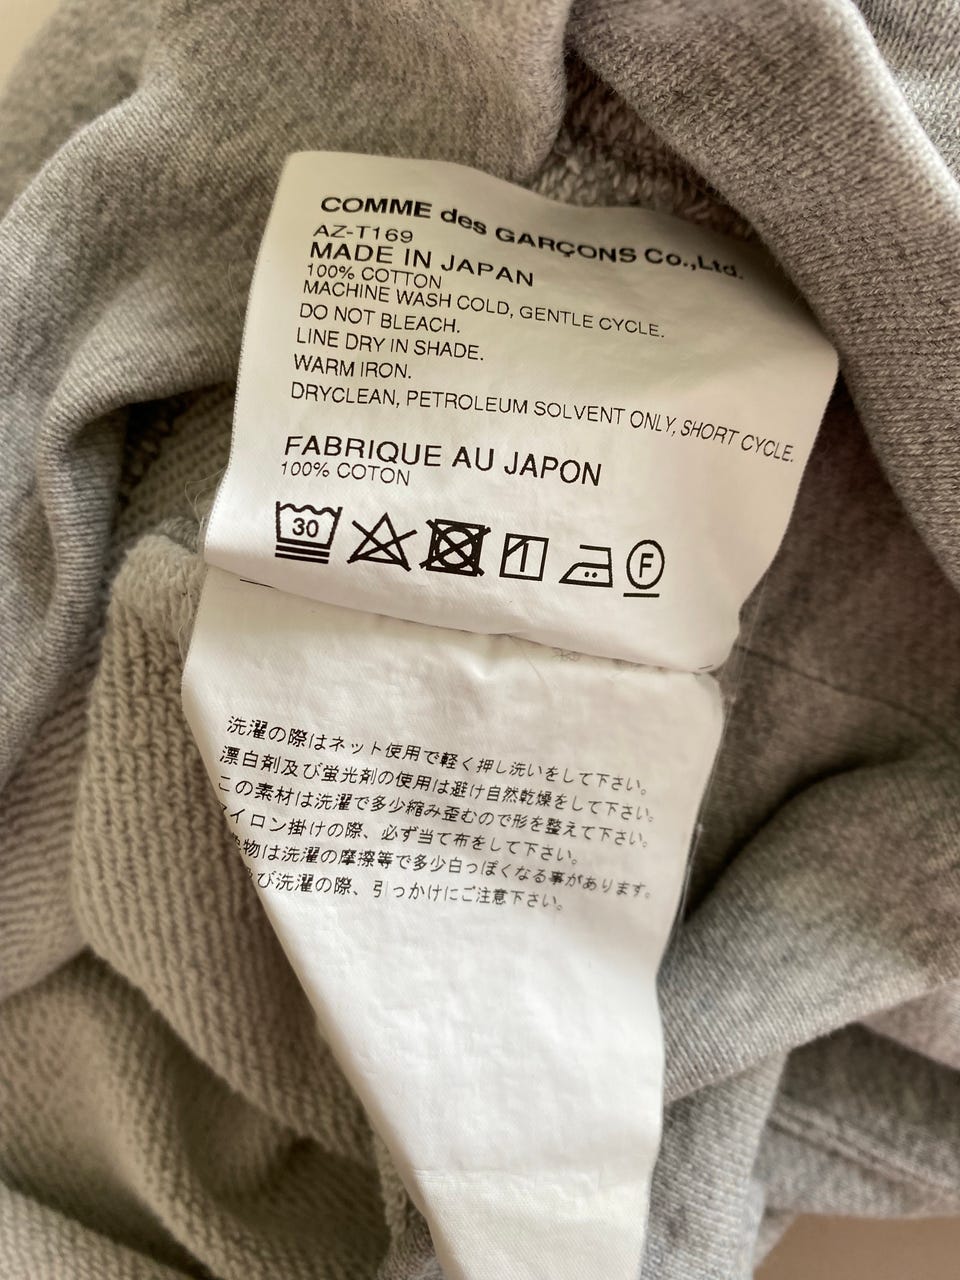 COMME des GARÇONS Co.,Ltd.
AZ-T169
MADE IN JAPAN
100% COTTON
MACHINE WASH COLD, GENTLE CYCLE.
DO NOT BLEACH.
LINE DRY IN SHADE.
WARM IRON.
DRYCLEAN, PETROLEUM SOLVENT ONLY, SHORT CYCLE.
FABRIQUE AU JAPON
100% COTON
30 F
洗濯の際はネット使用で軽く押し洗いをして下さい。
漂白剤及び蛍光剤の使用は避け自然乾燥をして下さい。
この素材は洗濯で多少縮み歪むので形を整えて下さい。
アイロン掛けの際、必ず当て布をして下さい。
物は洗濯の摩擦等で多少白っぽくなる事があります。
及び洗濯の際、引っかけにご注意下さい。